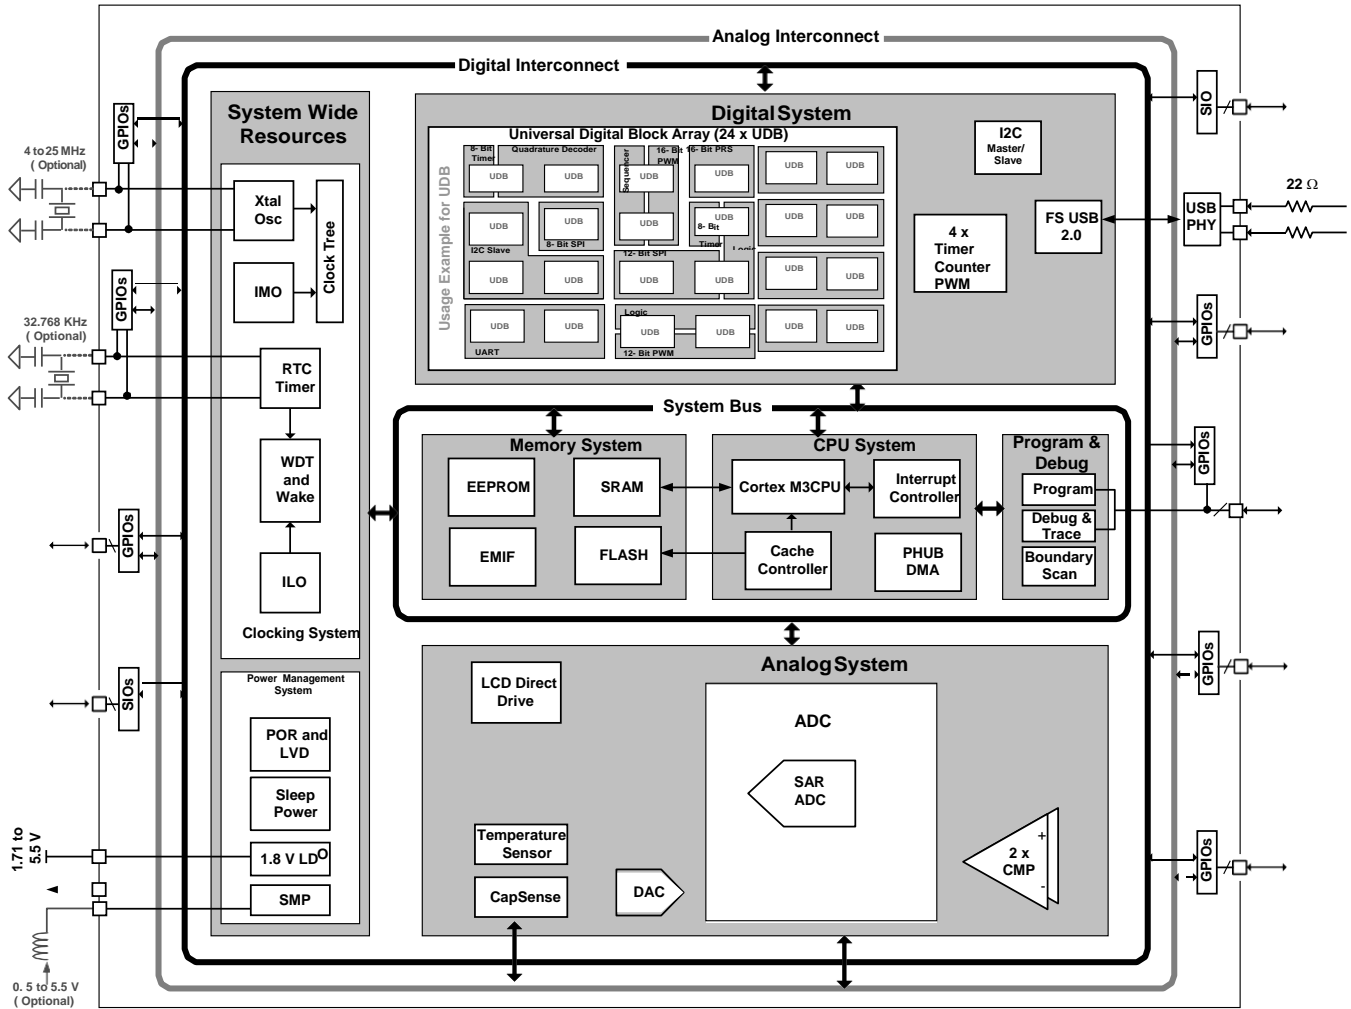 Analog Interconnect
Digital Interconnect
System Wide
Resources
GPIOs
4 to 25 MHz
( Optional)
Xtal
Osc
Clock Tree
IMO
GPIOs
32.768 KHz
( Optional)
RTC
Timer
WDT
and
Wake
GPIOs
ILO
Clocking System
SIOs
Power Management
System
POR and
LVD
Sleep
Power
1.71 to
5.5 V
1.8 V LDO
SMP
0. 5 to 5.5 V
( Optional)
Digital System
Universal Digital Block Array (24 x UDB)
Usage Example for UDB
8- Bit
Timer
Quadrature Decoder
Sequencer
16- Bit
PWM
16- Bit PRS
UDB
UDB
UDB
UDB
UDB
UDB
UDB
UDB
UDB
UDB
UDB
UDB
I2C Slave
8- Bit SPI
8- Bit
Timer
Logic
12- Bit SPI
UDB
UDB
UDB
UDB
UDB
UDB
Logic
UDB
UDB
UDB
UDB
UDB
UDB
UART
12- Bit PWM
I2C
Master/
Slave
4 x
Timer
Counter
PWM
FS USB
2.0
SIO
USB
PHY
22 Ω
GPIOs
System Bus
Memory System
EEPROM
SRAM
EMIF
FLASH
CPU System
Cortex M3CPU
Interrupt
Controller
Cache
Controller
PHUB
DMA
Program &
Debug
Program
Debug &
Trace
Boundary
Scan
GPIOs
Analog System
LCD Direct
Drive
ADC
SAR
ADC
Temperature
Sensor
CapSense
DAC
2 x
CMP
+
-
GPIOs
GPIOs